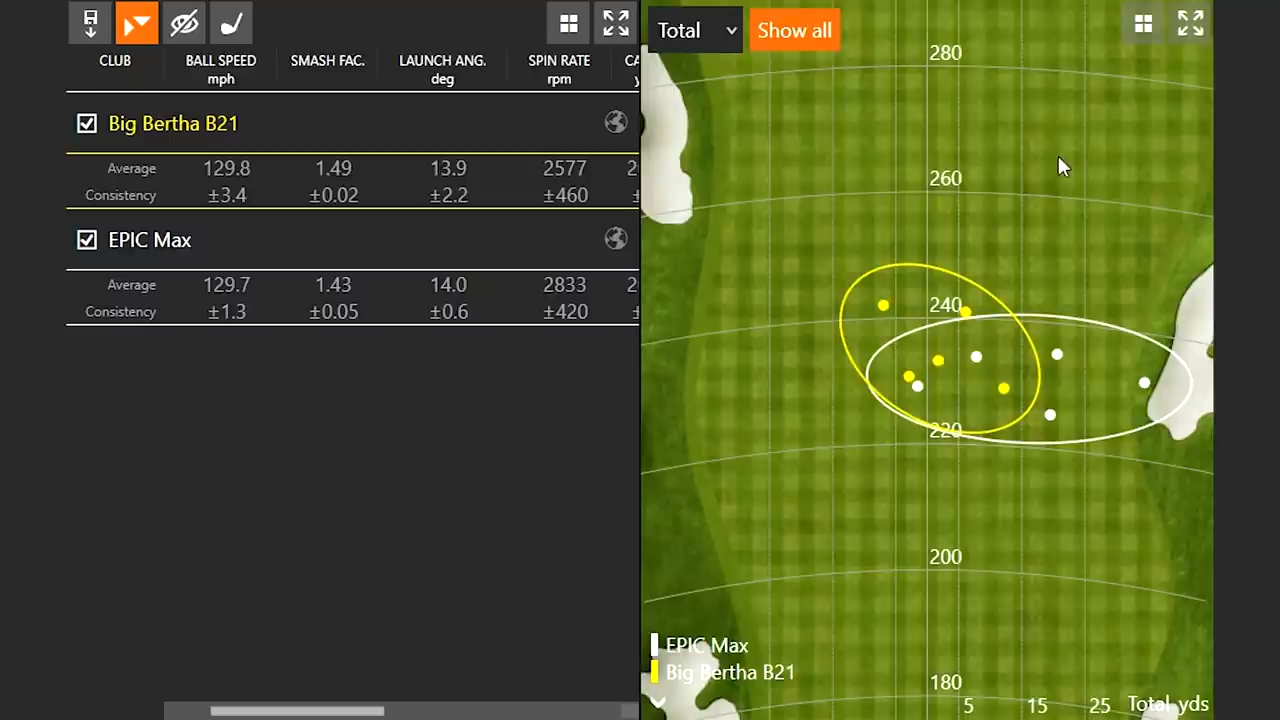 CLUB BALL SPEED SMASH FAC. LAUNCH ANG. SPIN RATE CA
mph deg rpm y
Big Bertha B21
Average 129.8 1.49 13.9 2577 2
Consistency ±3.4 ±0.02 ±2.2 ±460 ±
EPIC Max
Average 129.7 1.43 14.0 2833 2
Consistency ±1.3 ±0.05 ±0.6 ±420 ±
Total Show all
280
260
240
220
200
EPIC Max
Big Bertha B21
180
5 15 25 Total yds